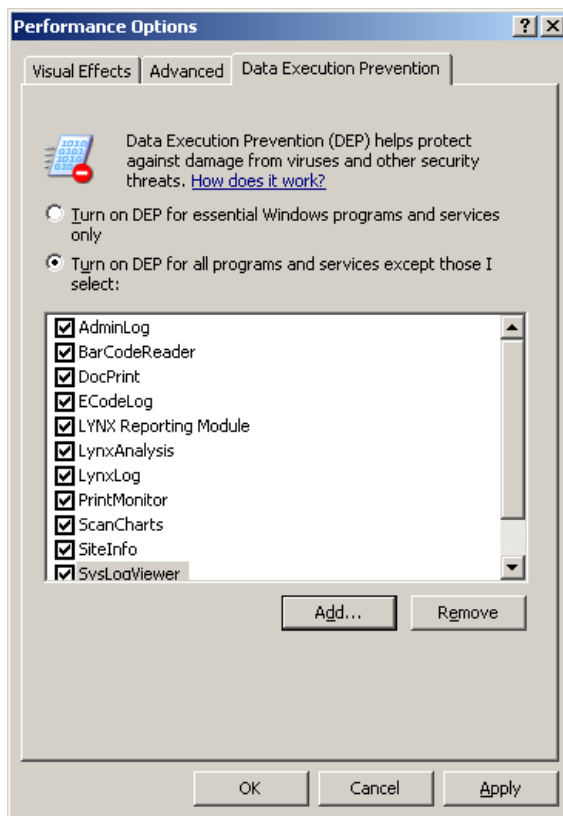 Performance Options
Visual Effects
Advanced
Data Execution Prevention
Data Execution Prevention (DEP) helps protect
against damage from viruses and other security
threats. How does it work?
Turn on DEP for essential Windows programs and services
only
Turn on DEP for all programs and services except those I
select:
AdminLog
BarCodeReader
DocPrint
ECodeLog
LYNX Reporting Module
LynxAnalysis
LynxLog
PrintMonitor
ScanCharts
SiteInfo
SysLogViewer
Add...
Remove
OK
Cancel
Apply